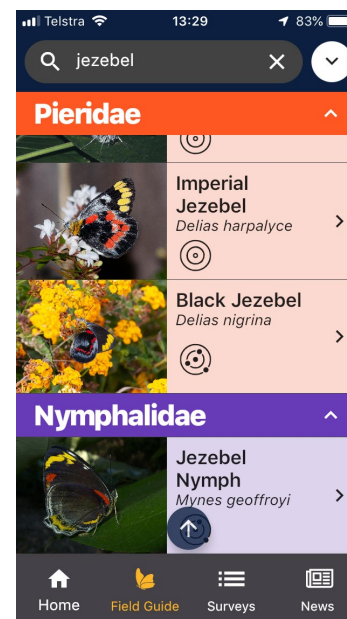 Telstra 13:29 83%
jezebel
Pieridae
Imperial
Jezebel
Delias harpalyce
Black Jezebel
Delias nigrina
Nymphalidae
Jezebel
Nymph
Mynes geoffroyi
Home Field Guide Surveys News